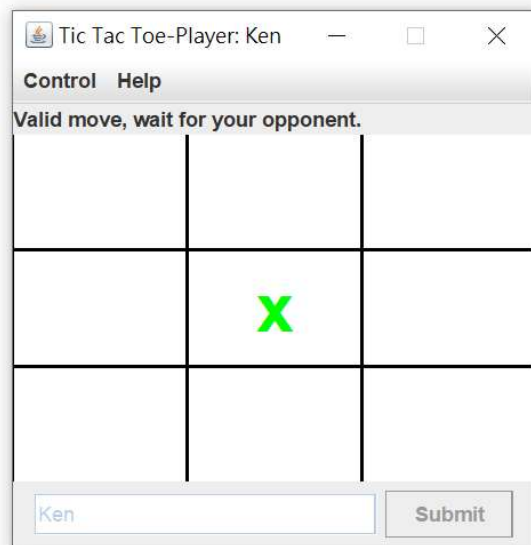 Tic Tac Toe-Player: Ken
Control Help
Valid move, wait for your opponent.
X
Ken Submit